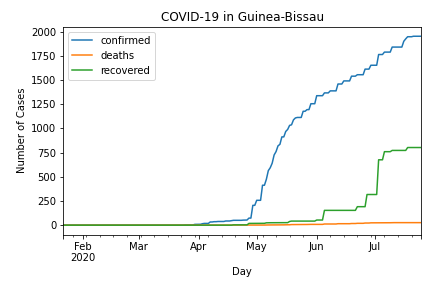 COVID-19 in Guinea-Bissau
confirmed
deaths
recovered
2000
1750
1500
1250
1000
750
500
250
0
Number of Cases
Feb
2020
Mar
Apr
May
Jun
Jul
Day